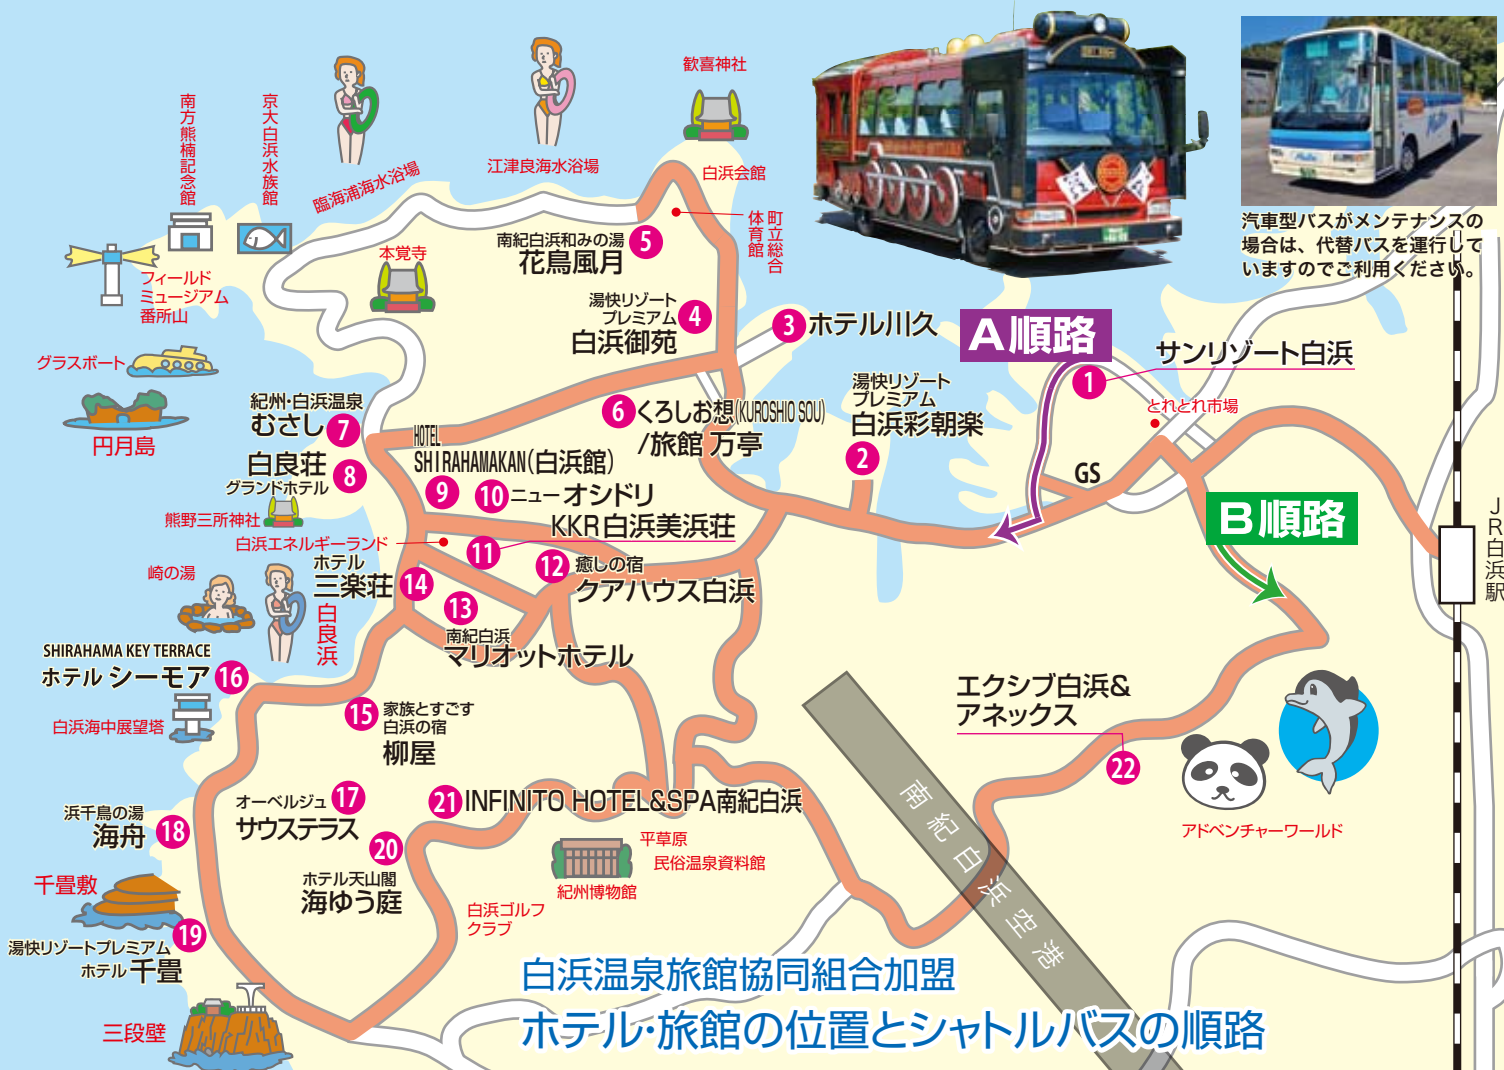 歓喜神社
南方熊楠記念館
京大白浜水族館
臨海浦海水浴場
江津良海水浴場
白浜会館
町立総合
体育館
汽車型バスがメンテナンスの
場合は、代替バスを運行して
いますのでご利用ください。
フィールド
ミュージアム
番所山
本覚寺
南紀白浜和みの湯
花鳥風月
5
湯快リゾート
プレミアム
白浜御苑
4
3
ホテル川久
A順路
サンリゾート白浜
1
とれとれ市場
グラスボート
円月島
紀州・白浜温泉
むさし
7
白良荘
グランドホテル
8
HOTEL
SHIRAHAMAKAN(白浜館)
9
6
くろしお想(KUROSHIO SOU)
/旅館 万亭
湯快リゾート
プレミアム
白浜彩朝楽
2
GS
B順路
JR白浜駅
10
ニューオシドリ
KKR白浜美浜荘
11
熊野三所神社
白浜エネルギーランド
ホテル
三楽荘
14
12
癒しの宿
クアハウス白浜
13
南紀白浜
マリオットホテル
崎の湯
白良浜
SHIRAHAMA KEY TERRACE
ホテル シーモア
16
白浜海中展望塔
15
家族とすごす
白浜の宿
柳屋
エクシブ白浜&
アネックス
22
アドベンチャーワールド
南紀白浜空港
オーベルジュ
サウステラス
17
21
INFINITO HOTEL&SPA南紀白浜
浜千鳥の湯
海舟
18
20
ホテル天山閣
海ゆう庭
平草原
民俗温泉資料館
紀州博物館
白浜ゴルフ
クラブ
千畳敷
19
湯快リゾートプレミアム
ホテル 千畳
三段壁
白浜温泉旅館協同組合加盟
ホテル・旅館の位置とシャトルバスの順路